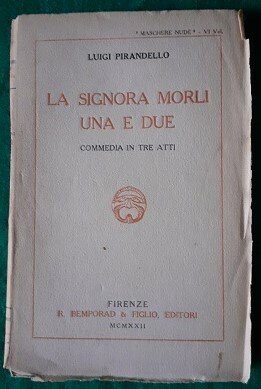 " MASCHERE NUDE " - VI Vol.
LUIGI PIRANDELLO
LA SIGNORA MORLI
UNA E DUE
COMMEDIA IN TRE ATTI
FIRENZE
R. BEMPORAD & FIGLIO, EDITORI
MCMXXII